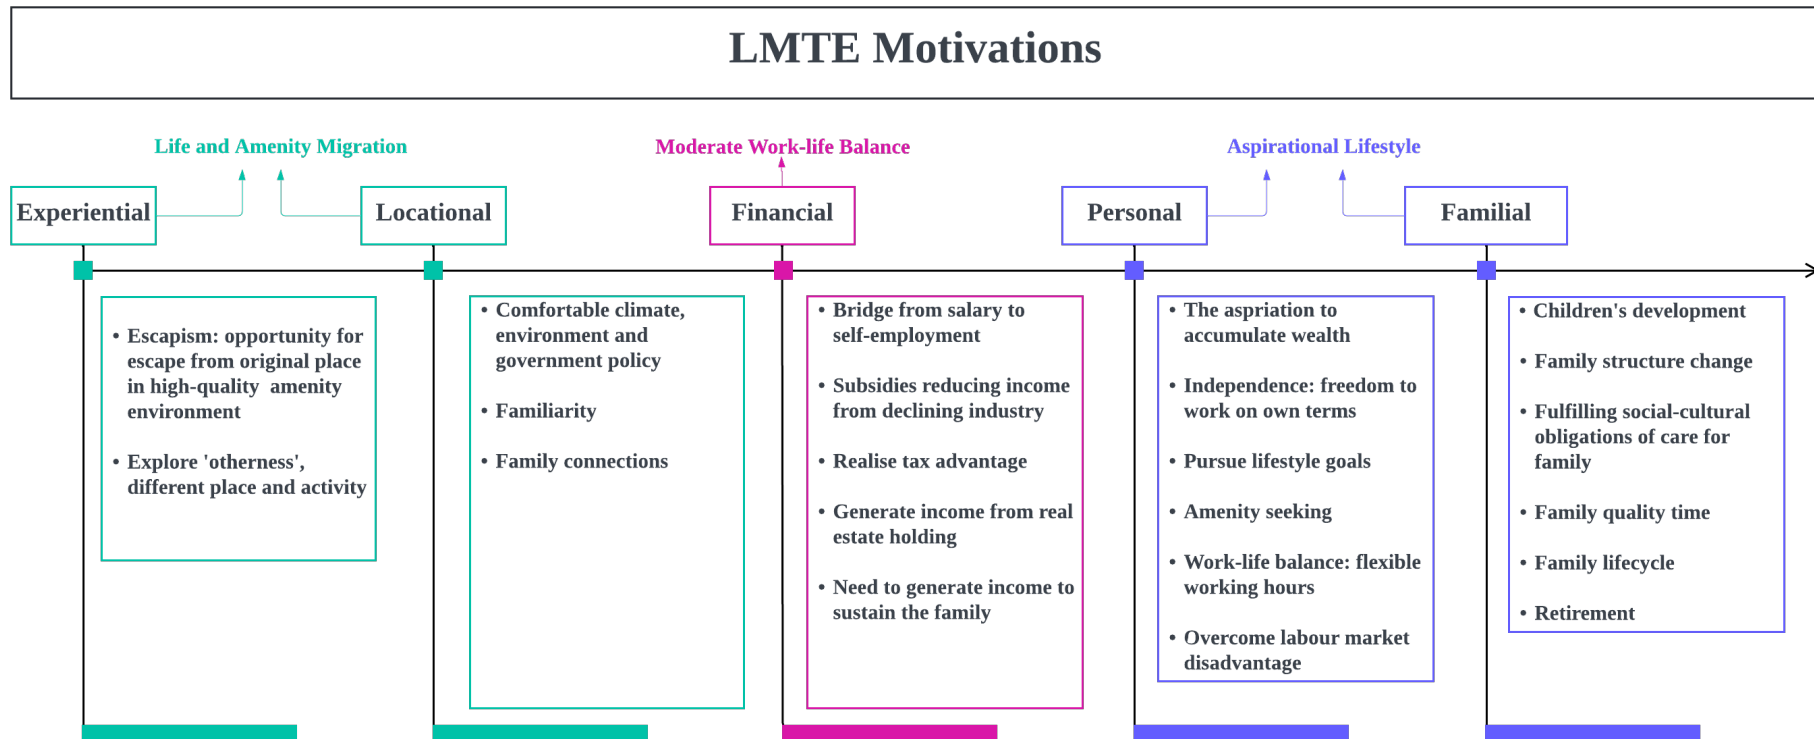 LMTE Motivations
Life and Amenity Migration
Moderate Work-life Balance
Aspirational Lifestyle
Experiential
Locational
Financial
Personal
Familial
• Escapism: opportunity for
escape from original place
in high-quality amenity
environment
• Explore 'otherness',
different place and activity
• Comfortable climate,
environment and
government policy
• Familiarity
• Family connections
• Bridge from salary to
self-employment
• Subsidies reducing income
from declining industry
• Realise tax advantage
• Generate income from real
estate holding
• Need to generate income to
sustain the family
• The aspriation to
accumulate wealth
• Independence: freedom to
work on own terms
• Pursue lifestyle goals
• Amenity seeking
• Work-life balance: flexible
working hours
• Overcome labour market
disadvantage
• Children's development
• Family structure change
• Fulfilling social-cultural
obligations of care for
family
• Family quality time
• Family lifecycle
• Retirement